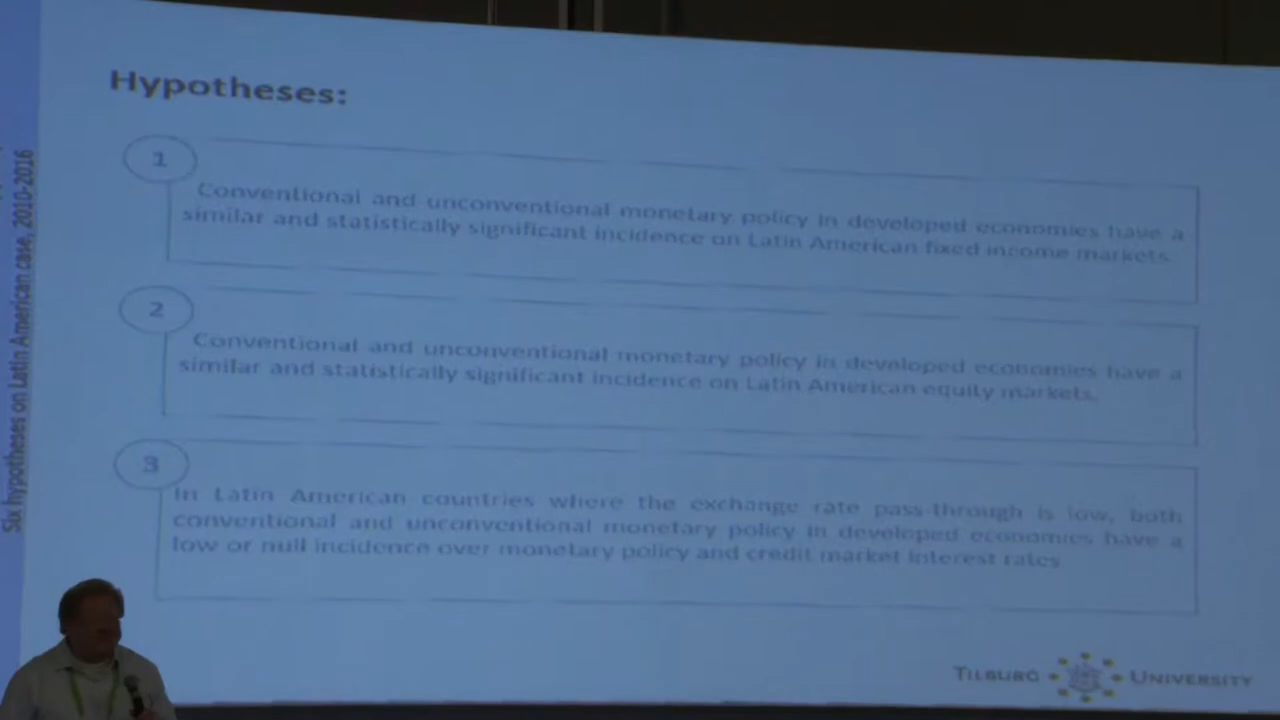 Six hypotheses on Latin American case, 2010-2016
Hypotheses:
1
Conventional and unconventional monetary policy in developed economies have a
similar and statistically significant incidence on Latin American fixed income markets.
2
Conventional and unconventional monetary policy in developed economies have a
similar and statistically significant incidence on Latin American equity markets.
3
In Latin American countries where the exchange rate pass-through is low, both
conventional and unconventional monetary policy in developed economies have a
low or null incidence over monetary policy and credit market interest rates
TILBURG UNIVERSITY